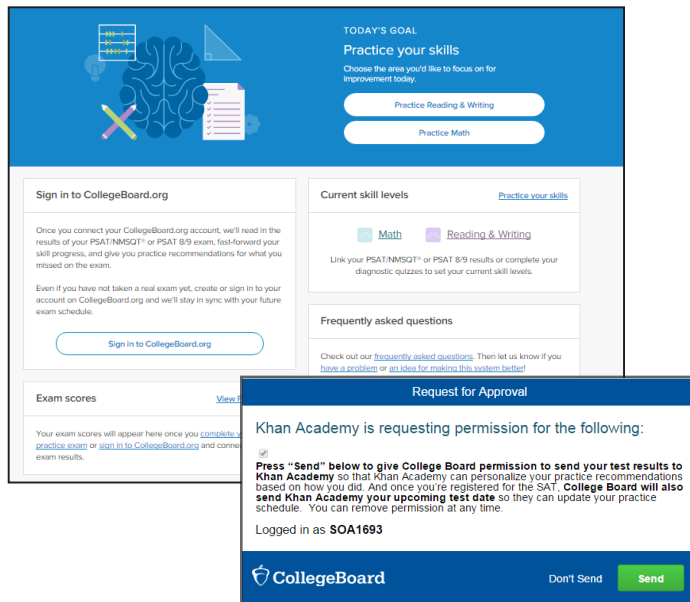 TODAY'S GOAL
Practice your skills
Choose the area you'd like to focus on for
improvement today.
Practice Reading & Writing
Practice Math
Sign in to CollegeBoard.org
Once you connect your CollegeBoard.org account, we'll read in the
results of your PSAT/NMSQT® or PSAT 8/9 exam, fast-forward your
skill progress, and give you practice recommendations for what you
missed on the exam.
Even if you have not taken a real exam yet, create or sign in to your
account on CollegeBoard.org and we'll stay in sync with your future
exam schedule.
Sign in to CollegeBoard.org
Current skill levels
Practice your skills
Math
Reading & Writing
Link your PSAT/NMSQT® or PSAT 8/9 results or complete your
diagnostic quizzes to set your current skill levels.
Frequently asked questions
Check out our frequently asked questions. Then let us know if you
have a problem or an idea for making this system better!
Exam scores
View
Your exam scores will appear here once you complete
practice exam or sign in to CollegeBoard.org and
exam results.
Request for Approval
Khan Academy is requesting permission for the following:
Press “Send” below to give College Board permission to send your test results to
Khan Academy so that Khan Academy can personalize your practice recommendations
based on how you did. And once you're registered for the SAT, College Board will also
send Khan Academy your upcoming test date so they can update your practice
schedule. You can remove permission at any time.
Logged in as SOA1693
CollegeBoard
Don't Send
Send